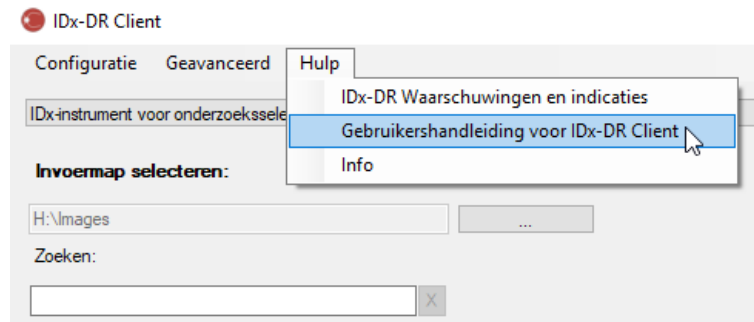 IDx-DR Client
Configuratie Geavanceerd Hulp
IDx-DR Waarschuwingen en indicaties
IDx-instrument voor onderzoekssele
Gebruikershandleiding voor IDx-DR Client
Info
Invoermap selecteren:
H:\Images ...
Zoeken:
X